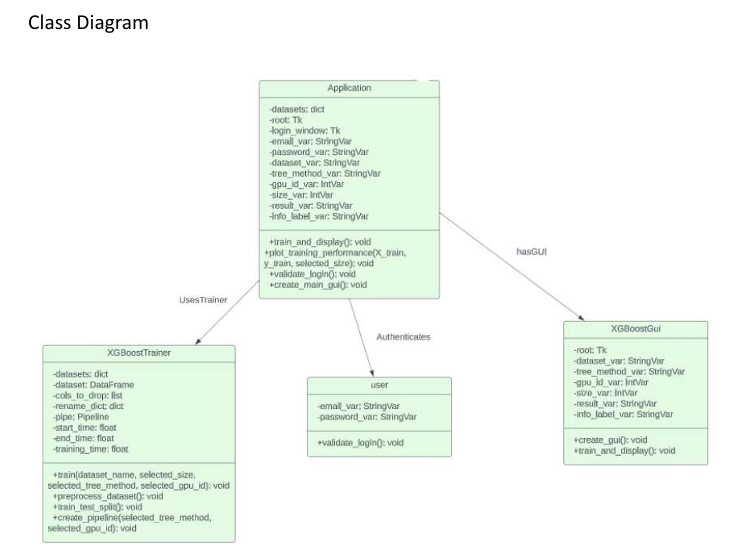 Class Diagram
Application
-datasets: dict
-root: Tk
-login_window: Tk
-email_var: StringVar
-password_var: StringVar
-dataset_var: StringVar
-tree_method_var: StringVar
-gpu_id_var: IntVar
-size_var: IntVar
-result_var: StringVar
-info_label_var: StringVar
+train_and_display(): void
+plot_training_performance(X_train,
y_train, selected_size): void
+validate_login(): void
+create_main_gui(): void
UsesTrainer
Authenticates
hasGUI
XGBoostTrainer
-datasets: dict
-dataset: DataFrame
-cols_to_drop: list
-rename_dict: dict
-pipe: Pipeline
-start_time: float
-end_time: float
-training_time: float
+train(dataset_name, selected_size,
selected_tree_method, selected_gpu_id): void
+preprocess_dataset(): void
+train_test_split(): void
+create_pipeline(selected_tree_method,
selected_gpu_id): void
user
-email_var: StringVar
-password_var: StringVar
+validate_login(): void
XGBoostGui
-root: Tk
-dataset_var: StringVar
-tree_method_var: StringVar
-gpu_id_var: IntVar
-size_var: IntVar
-result_var: StringVar
-info_label_var: StringVar
+create_gui(): void
+train_and_display(): void